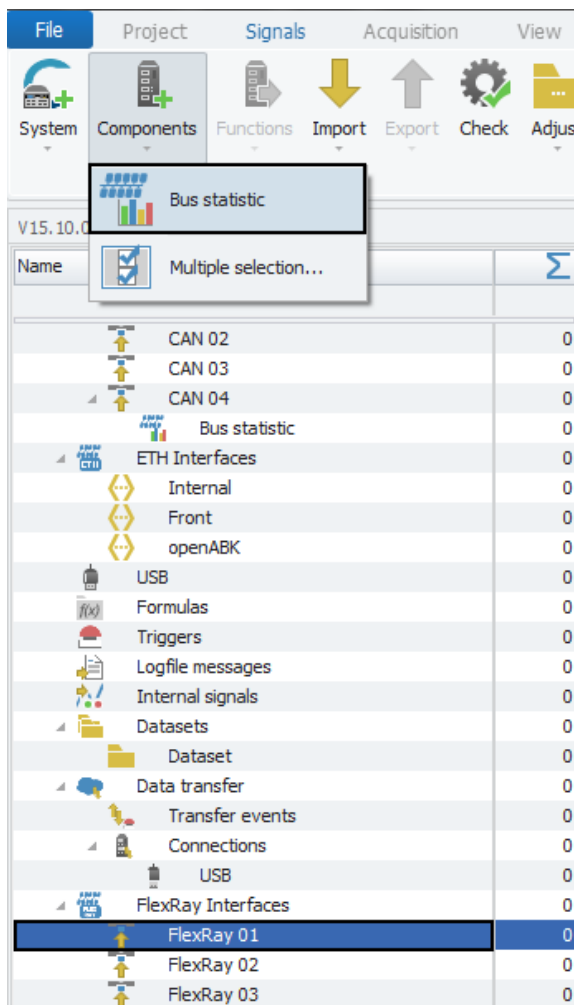 File Project Signals Acquisition View
System Components Functions Import Export Check Adjus
Bus statistic
V15.10.0
Multiple selection...
Name Σ
CAN 02 0
CAN 03 0
CAN 04 0
Bus statistic 0
ETH Interfaces 0
Internal 0
Front 0
openABK 0
USB 0
f(x) Formulas 0
Triggers 0
Logfile messages 0
Internal signals 0
Datasets 0
Dataset 0
Data transfer 0
Transfer events 0
Connections 0
USB 0
FlexRay Interfaces 0
FlexRay 01 0
FlexRay 02 0
FlexRay 03 0